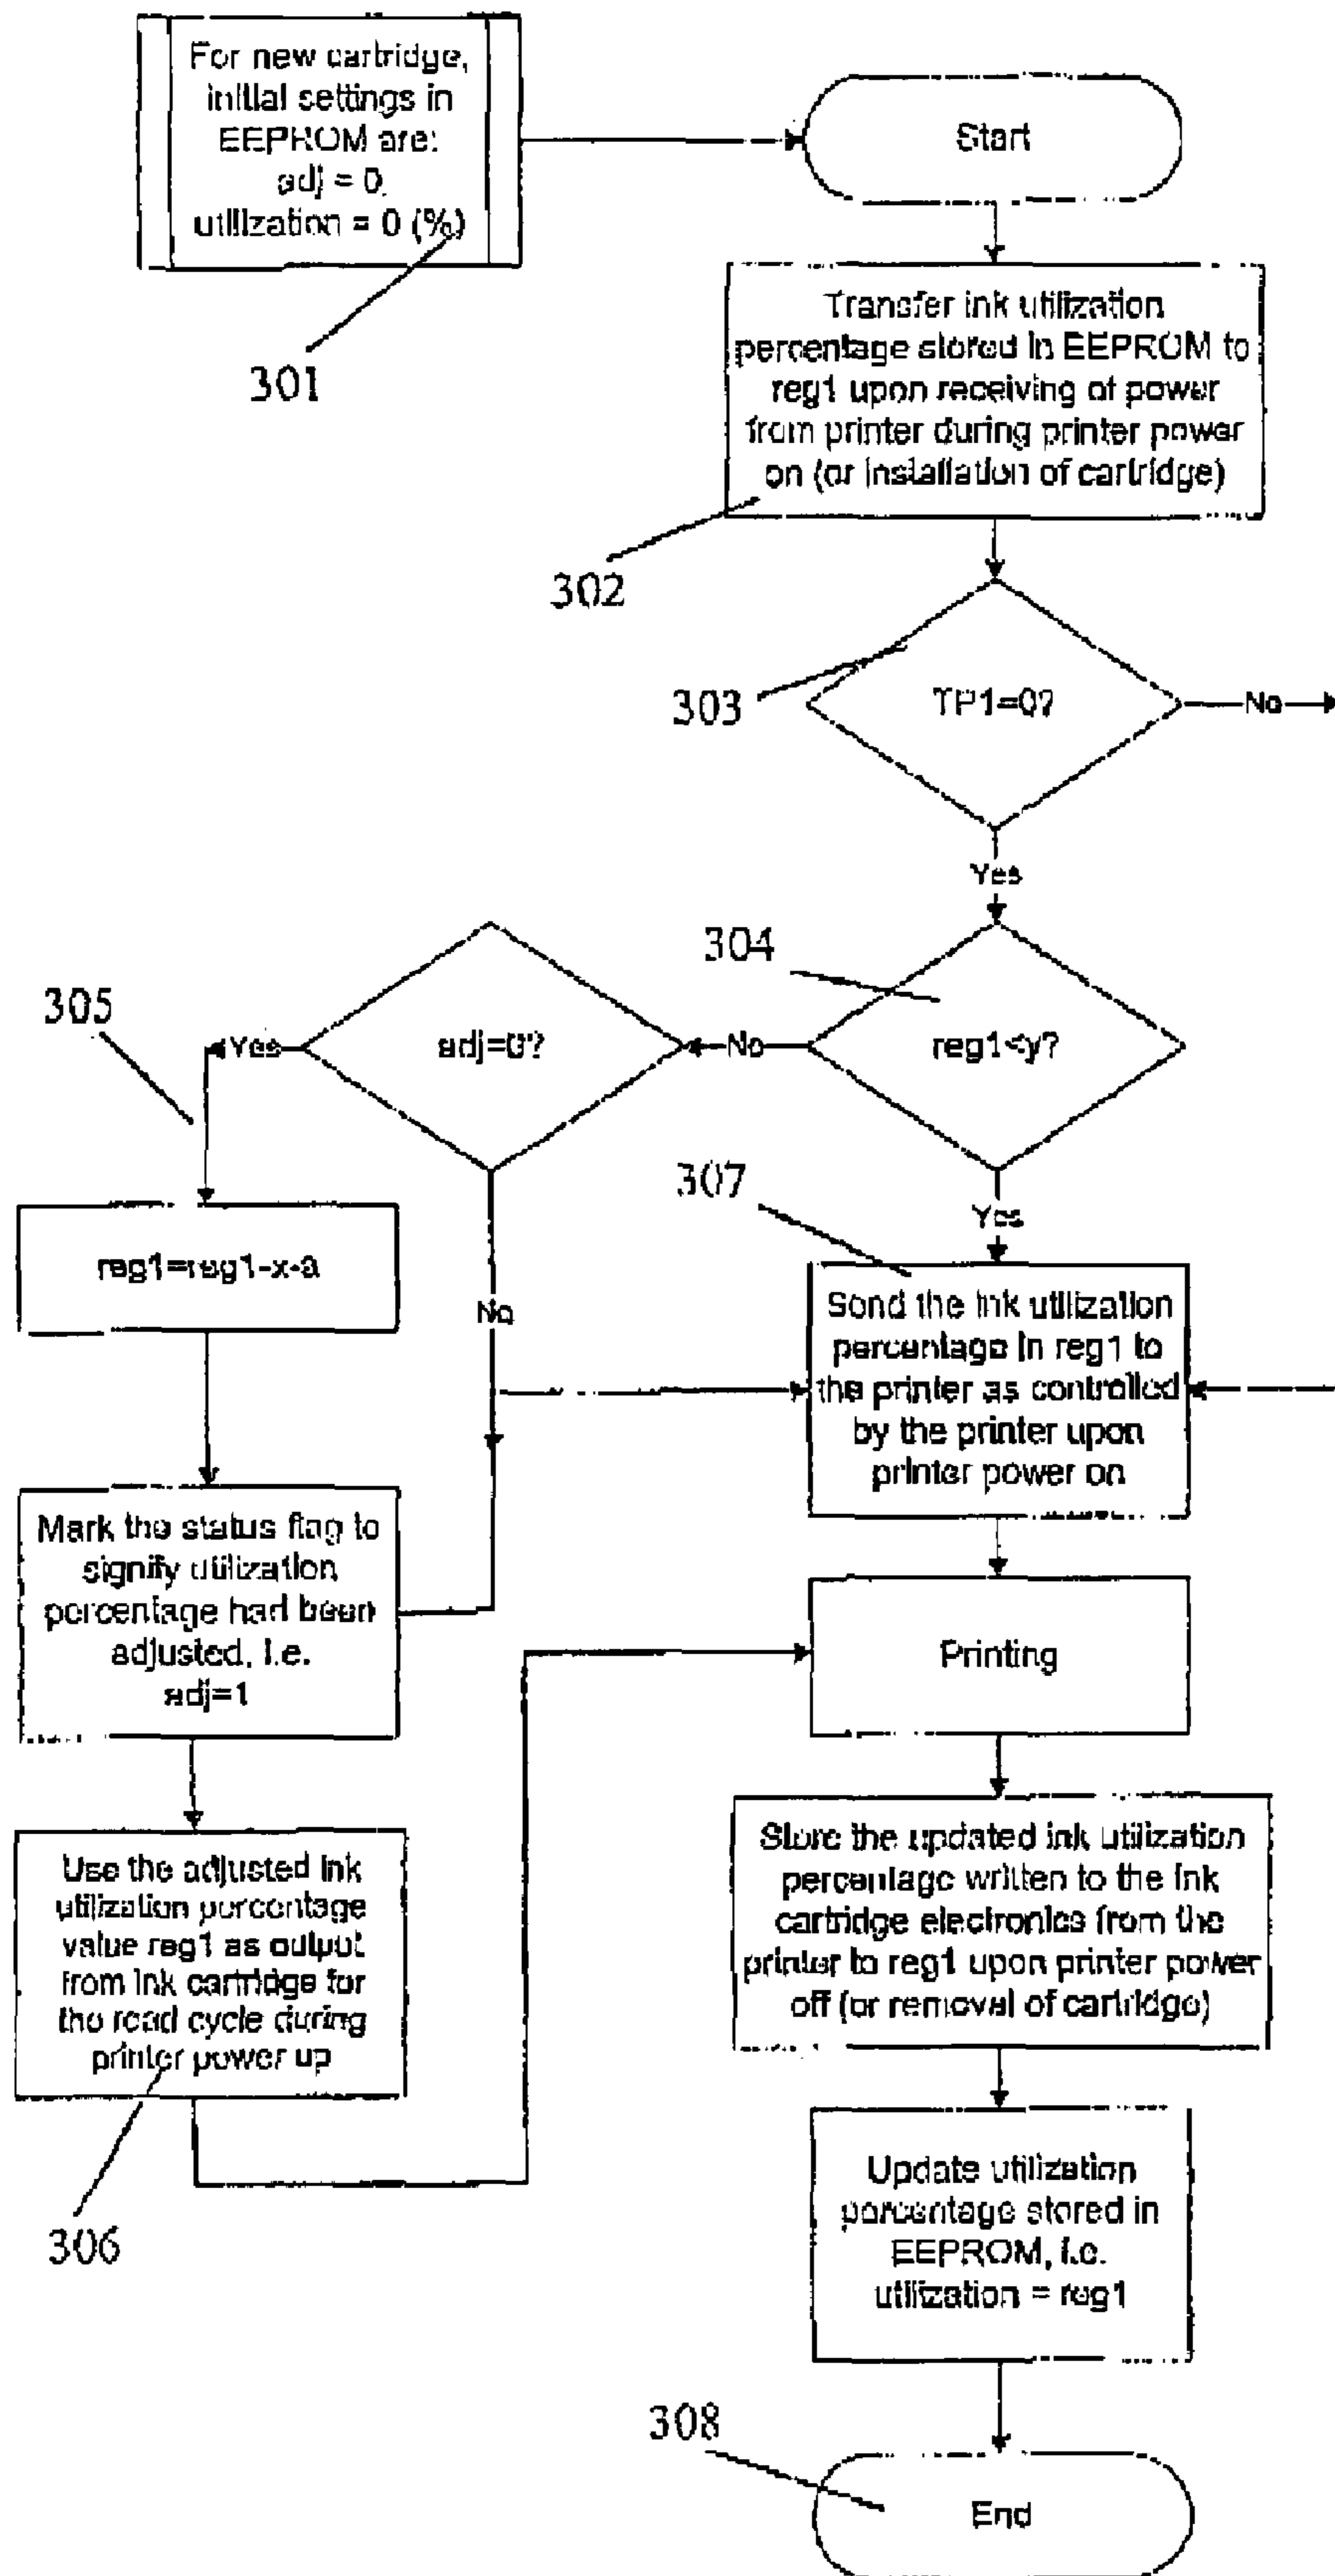 For new cartridge,
initial settings in
EEPROM are:
adj = 0,
utilization = 0 (%)
301
Start
Transfer ink utilization
percentage stored in EEPROM to
reg1 upon receiving of power
from printer during printer power
on (or installation of cartridge)
302
303
TP1=0?
No
Yes
304
reg1<y?
No
adj=0?
Yes
305
307
Yes
reg1=reg1-x-a
No
Send the ink utilization
percentage in reg1 to
the printer as controlled
by the printer upon
printer power on
Mark the status flag to
signify utilization
percentage had been
adjusted, i.e.
adj=1
Printing
Use the adjusted ink
utilization percentage
value reg1 as output
from ink cartridge for
the read cycle during
printer power up
306
Store the updated ink utilization
percentage written to the ink
cartridge electronics from the
printer to reg1 upon printer power
off (or removal of cartridge)
Update utilization
percentage stored in
EEPROM, i.e.
utilization = reg1
308
End